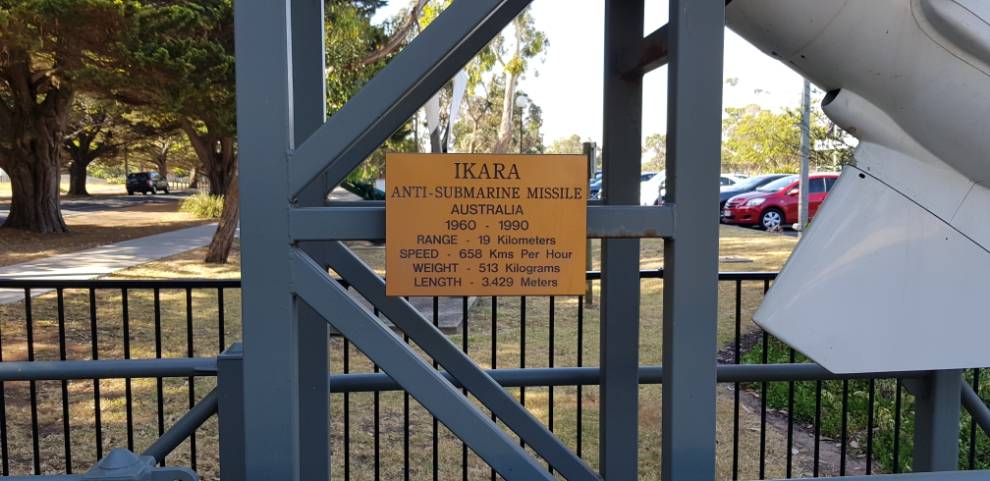 IKARA
ANTI-SUBMARINE MISSILE
AUSTRALIA
1960 - 1990
RANGE - 19 Kilometers
SPEED - 658 Kms Per Hour
WEIGHT - 513 Kilograms
LENGTH - 3.429 Meters